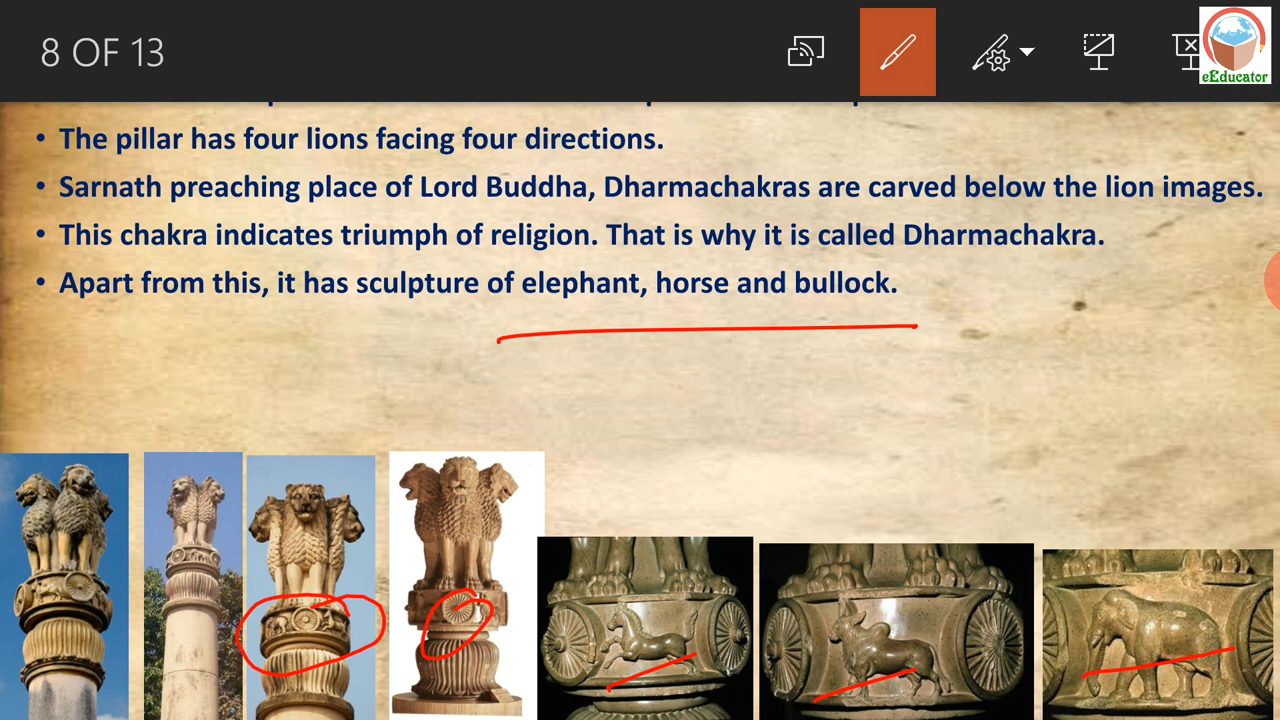 8 OF 13
eEducator
• The pillar has four lions facing four directions.
• Sarnath preaching place of Lord Buddha, Dharmachakras are carved below the lion images.
• This chakra indicates triumph of religion. That is why it is called Dharmachakra.
• Apart from this, it has sculpture of elephant, horse and bullock.